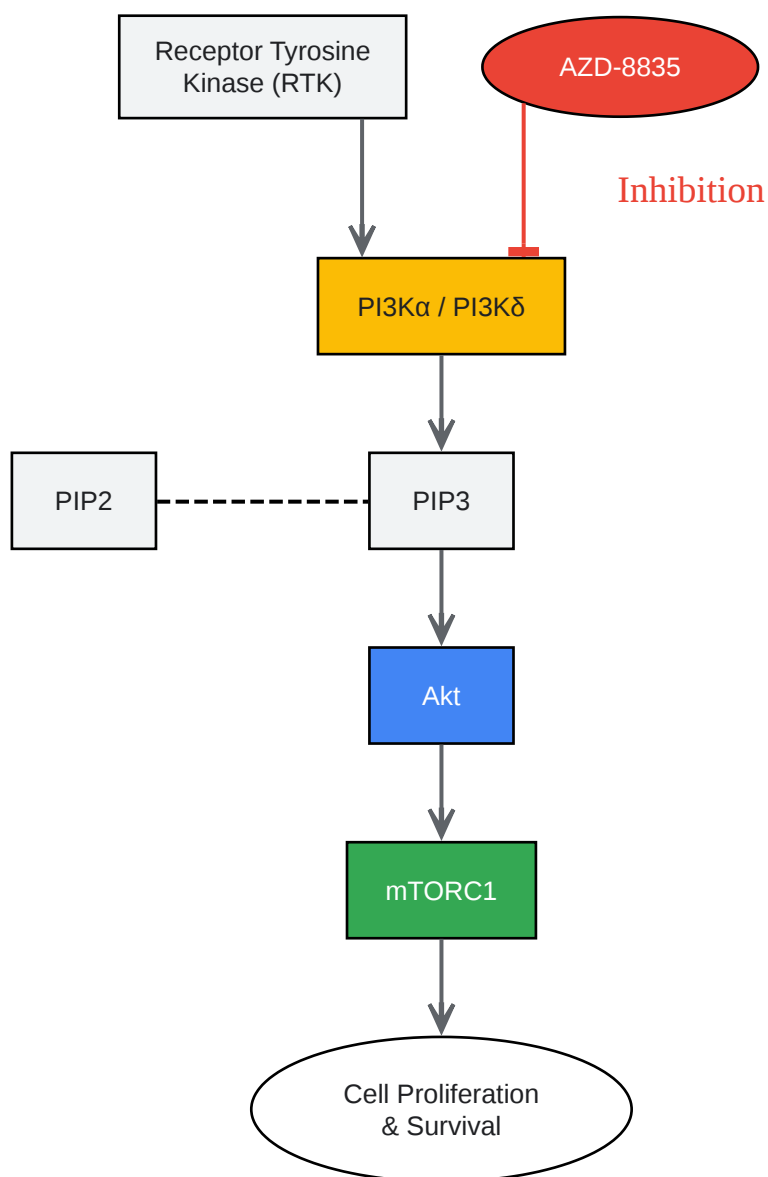 Receptor Tyrosine
Kinase (RTK)
AZD-8835
Inhibition
PI3Kα / PI3Kδ
PIP2
PIP3
Akt
mTORC1
Cell Proliferation
& Survival